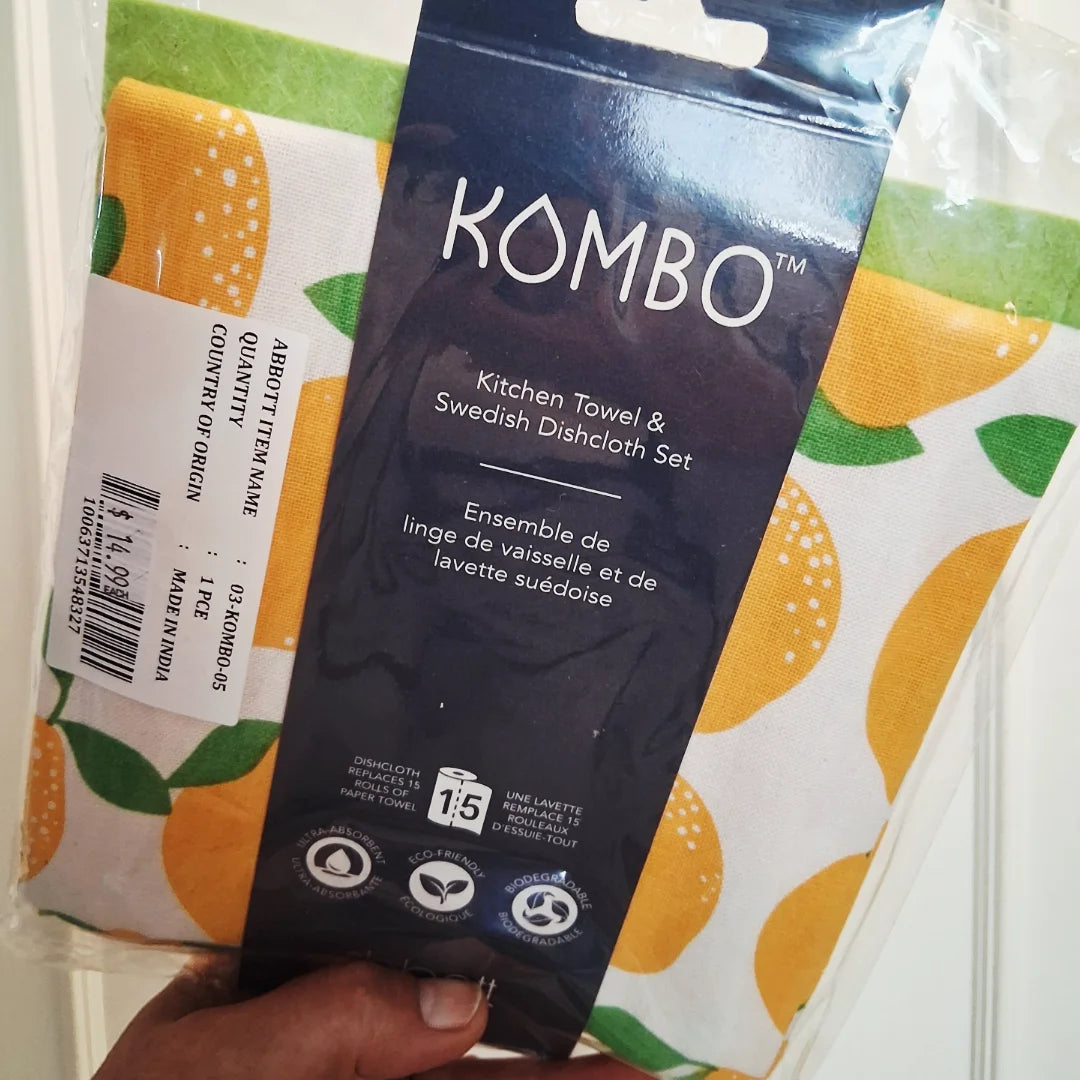 KOMBO™
Kitchen Towel &
Swedish Dishcloth Set
Ensemble de
linge de vaisselle et de
lavette suédoise
DISHCLOTH
REPLACES 15
ROLLS OF
PAPER TOWEL
15
UNE LAVETTE
REMPLACE 15
ROULEAUX
D'ESSUIE-TOUT
ULTRA-ABSORBENT
ULTRA-ABSORBANTE
ECO-FRIENDLY
ÉCOLOGIQUE
BIODEGRADABLE
BIODÉGRADABLE
ABBOTT ITEM NAME : 03-KOMBO-05
QUANTITY : 1 PCE
COUNTRY OF ORIGIN : MADE IN INDIA
$ 14.99
EACH
10063713548327